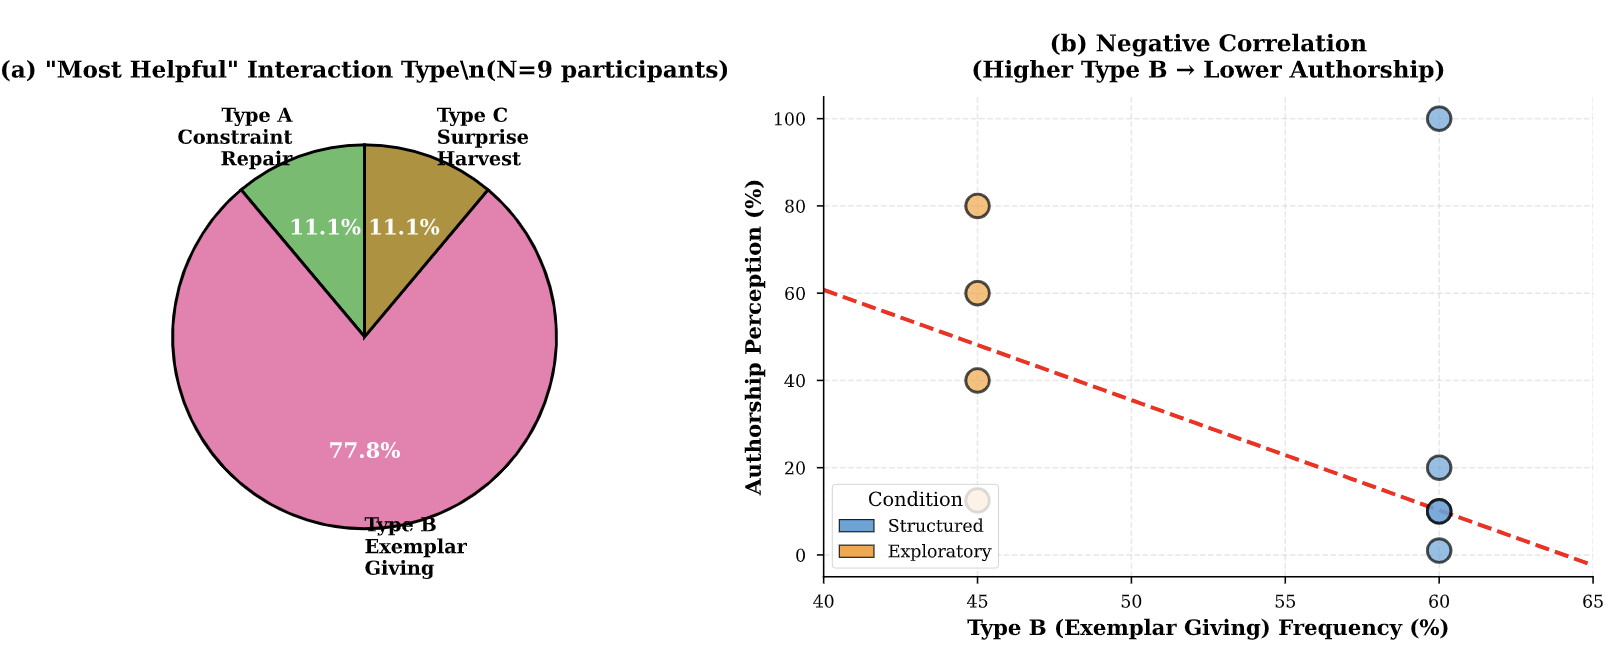 (a) "Most Helpful" Interaction Type\n(N=9 participants)
Type A
Constraint
Repair
Type C
Surprise
Harvest
11.1%
11.1%
77.8%
Type B
Exemplar
Giving
(b) Negative Correlation
(Higher Type B → Lower Authorship)
Authorship Perception (%)
100
80
60
40
20
0
Condition
Structured
Exploratory
40
45
50
55
60
65
Type B (Exemplar Giving) Frequency (%)